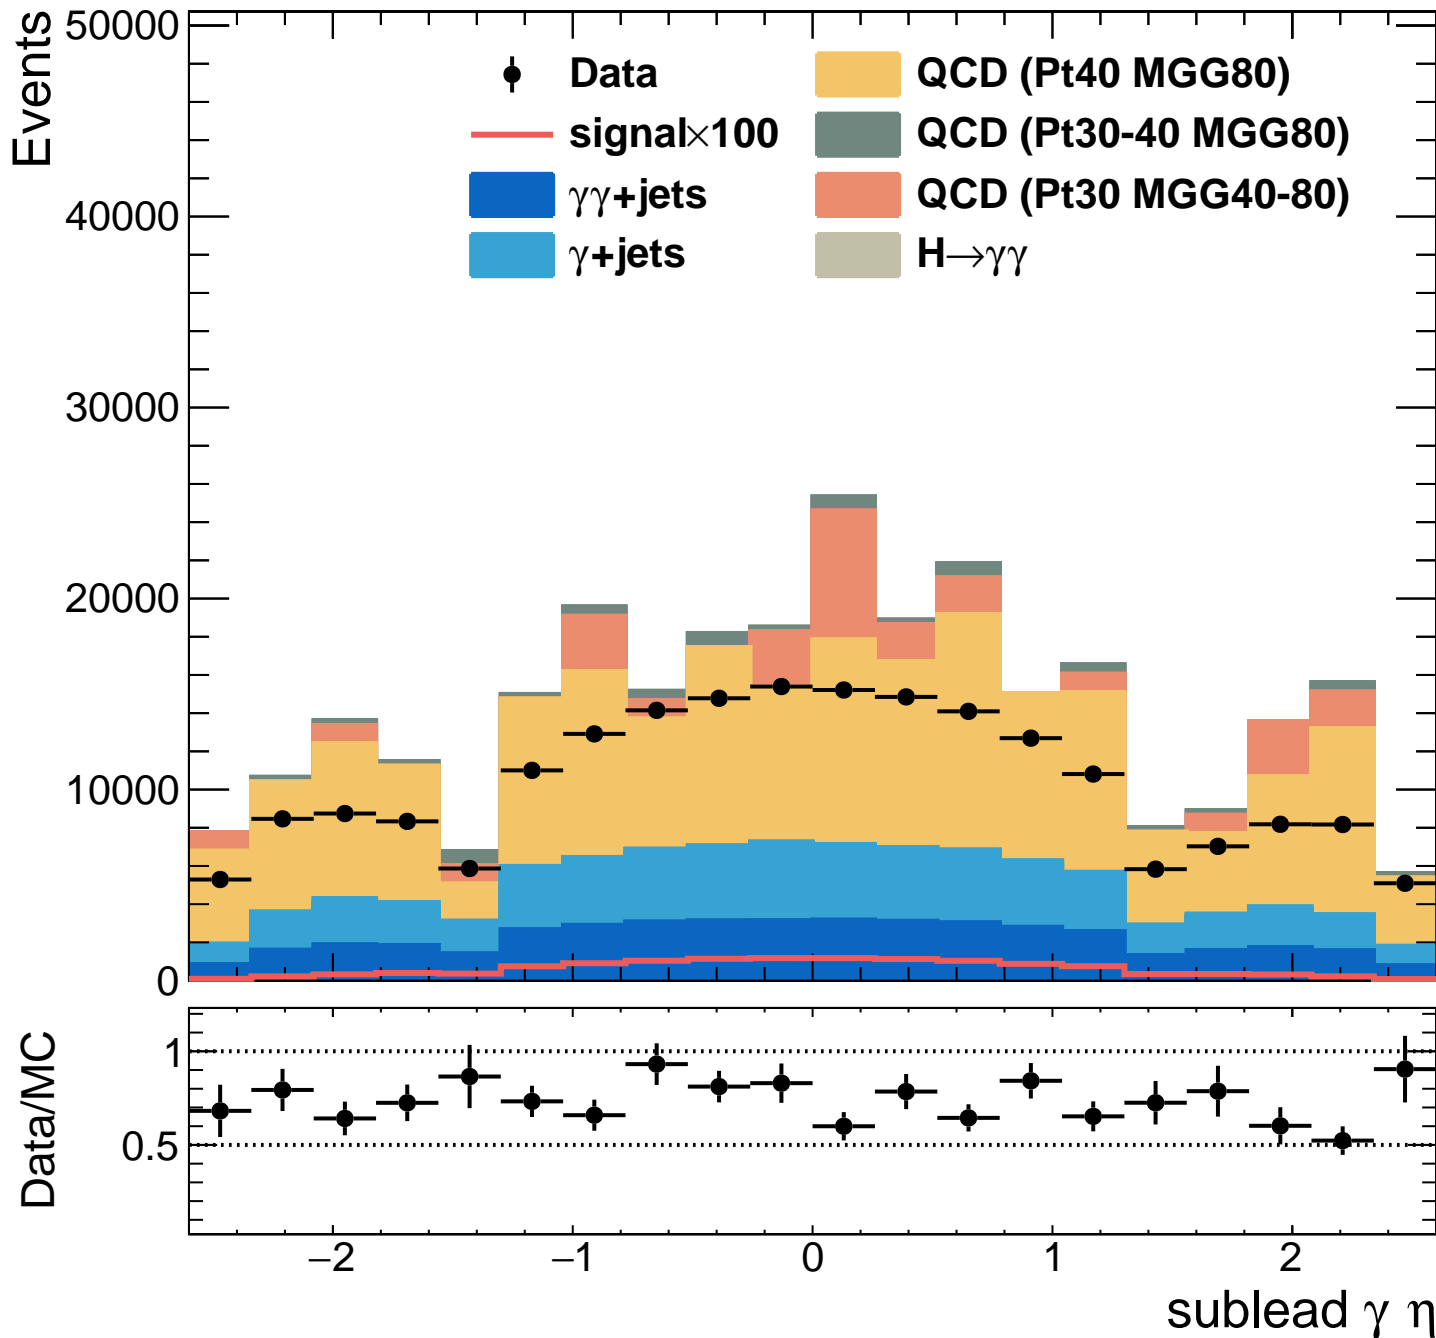 Events
50000
40000
30000
20000
10000
0
Data
signal×100
γγ+jets
γ+jets
QCD (Pt40 MGG80)
QCD (Pt30-40 MGG80)
QCD (Pt30 MGG40-80)
H→γγ
Data/MC
1
0.5
−2 −1 0 1 2
sublead γ η